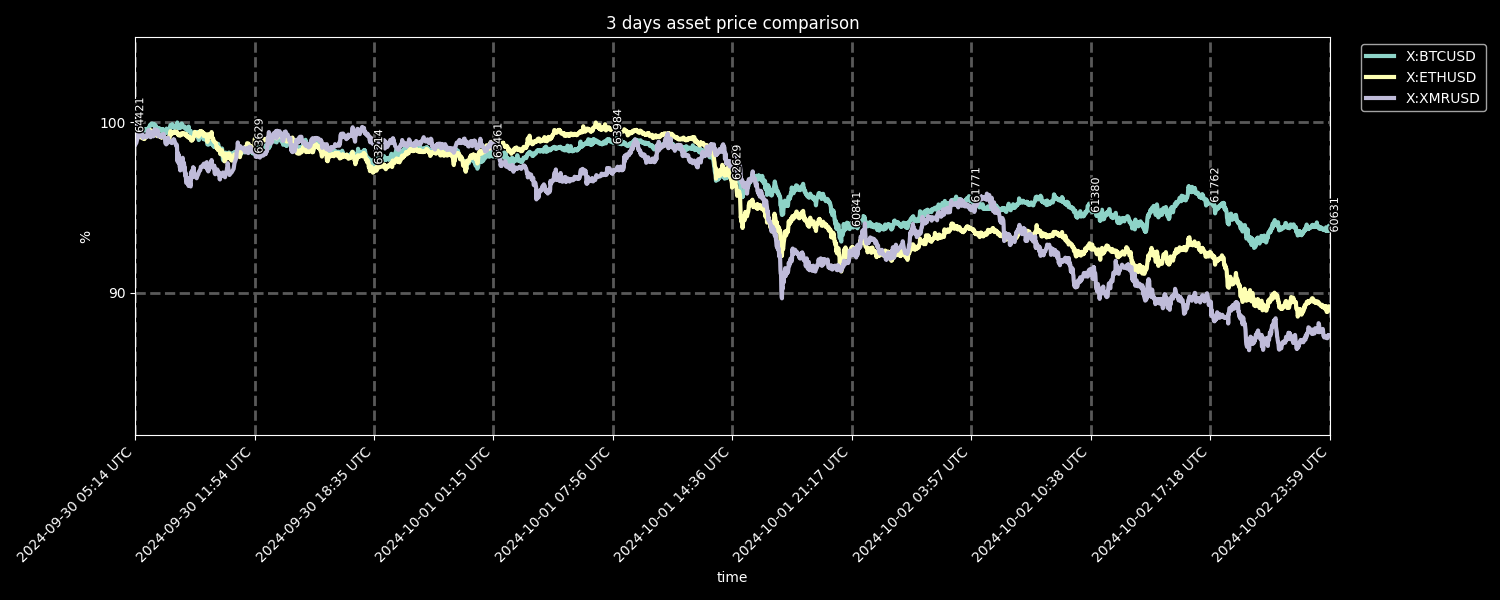 3 days asset price comparison
X:BTCUSD
X:ETHUSD
X:XMRUSD
100
90
%
64421
63629
63214
63461
63984
62629
60841
61771
61380
61762
60631
2024-09-30 05:14 UTC
2024-09-30 11:54 UTC
2024-09-30 18:35 UTC
2024-10-01 01:15 UTC
2024-10-01 07:56 UTC
2024-10-01 14:36 UTC
2024-10-01 21:17 UTC
2024-10-02 03:57 UTC
2024-10-02 10:38 UTC
2024-10-02 17:18 UTC
2024-10-02 23:59 UTC
time